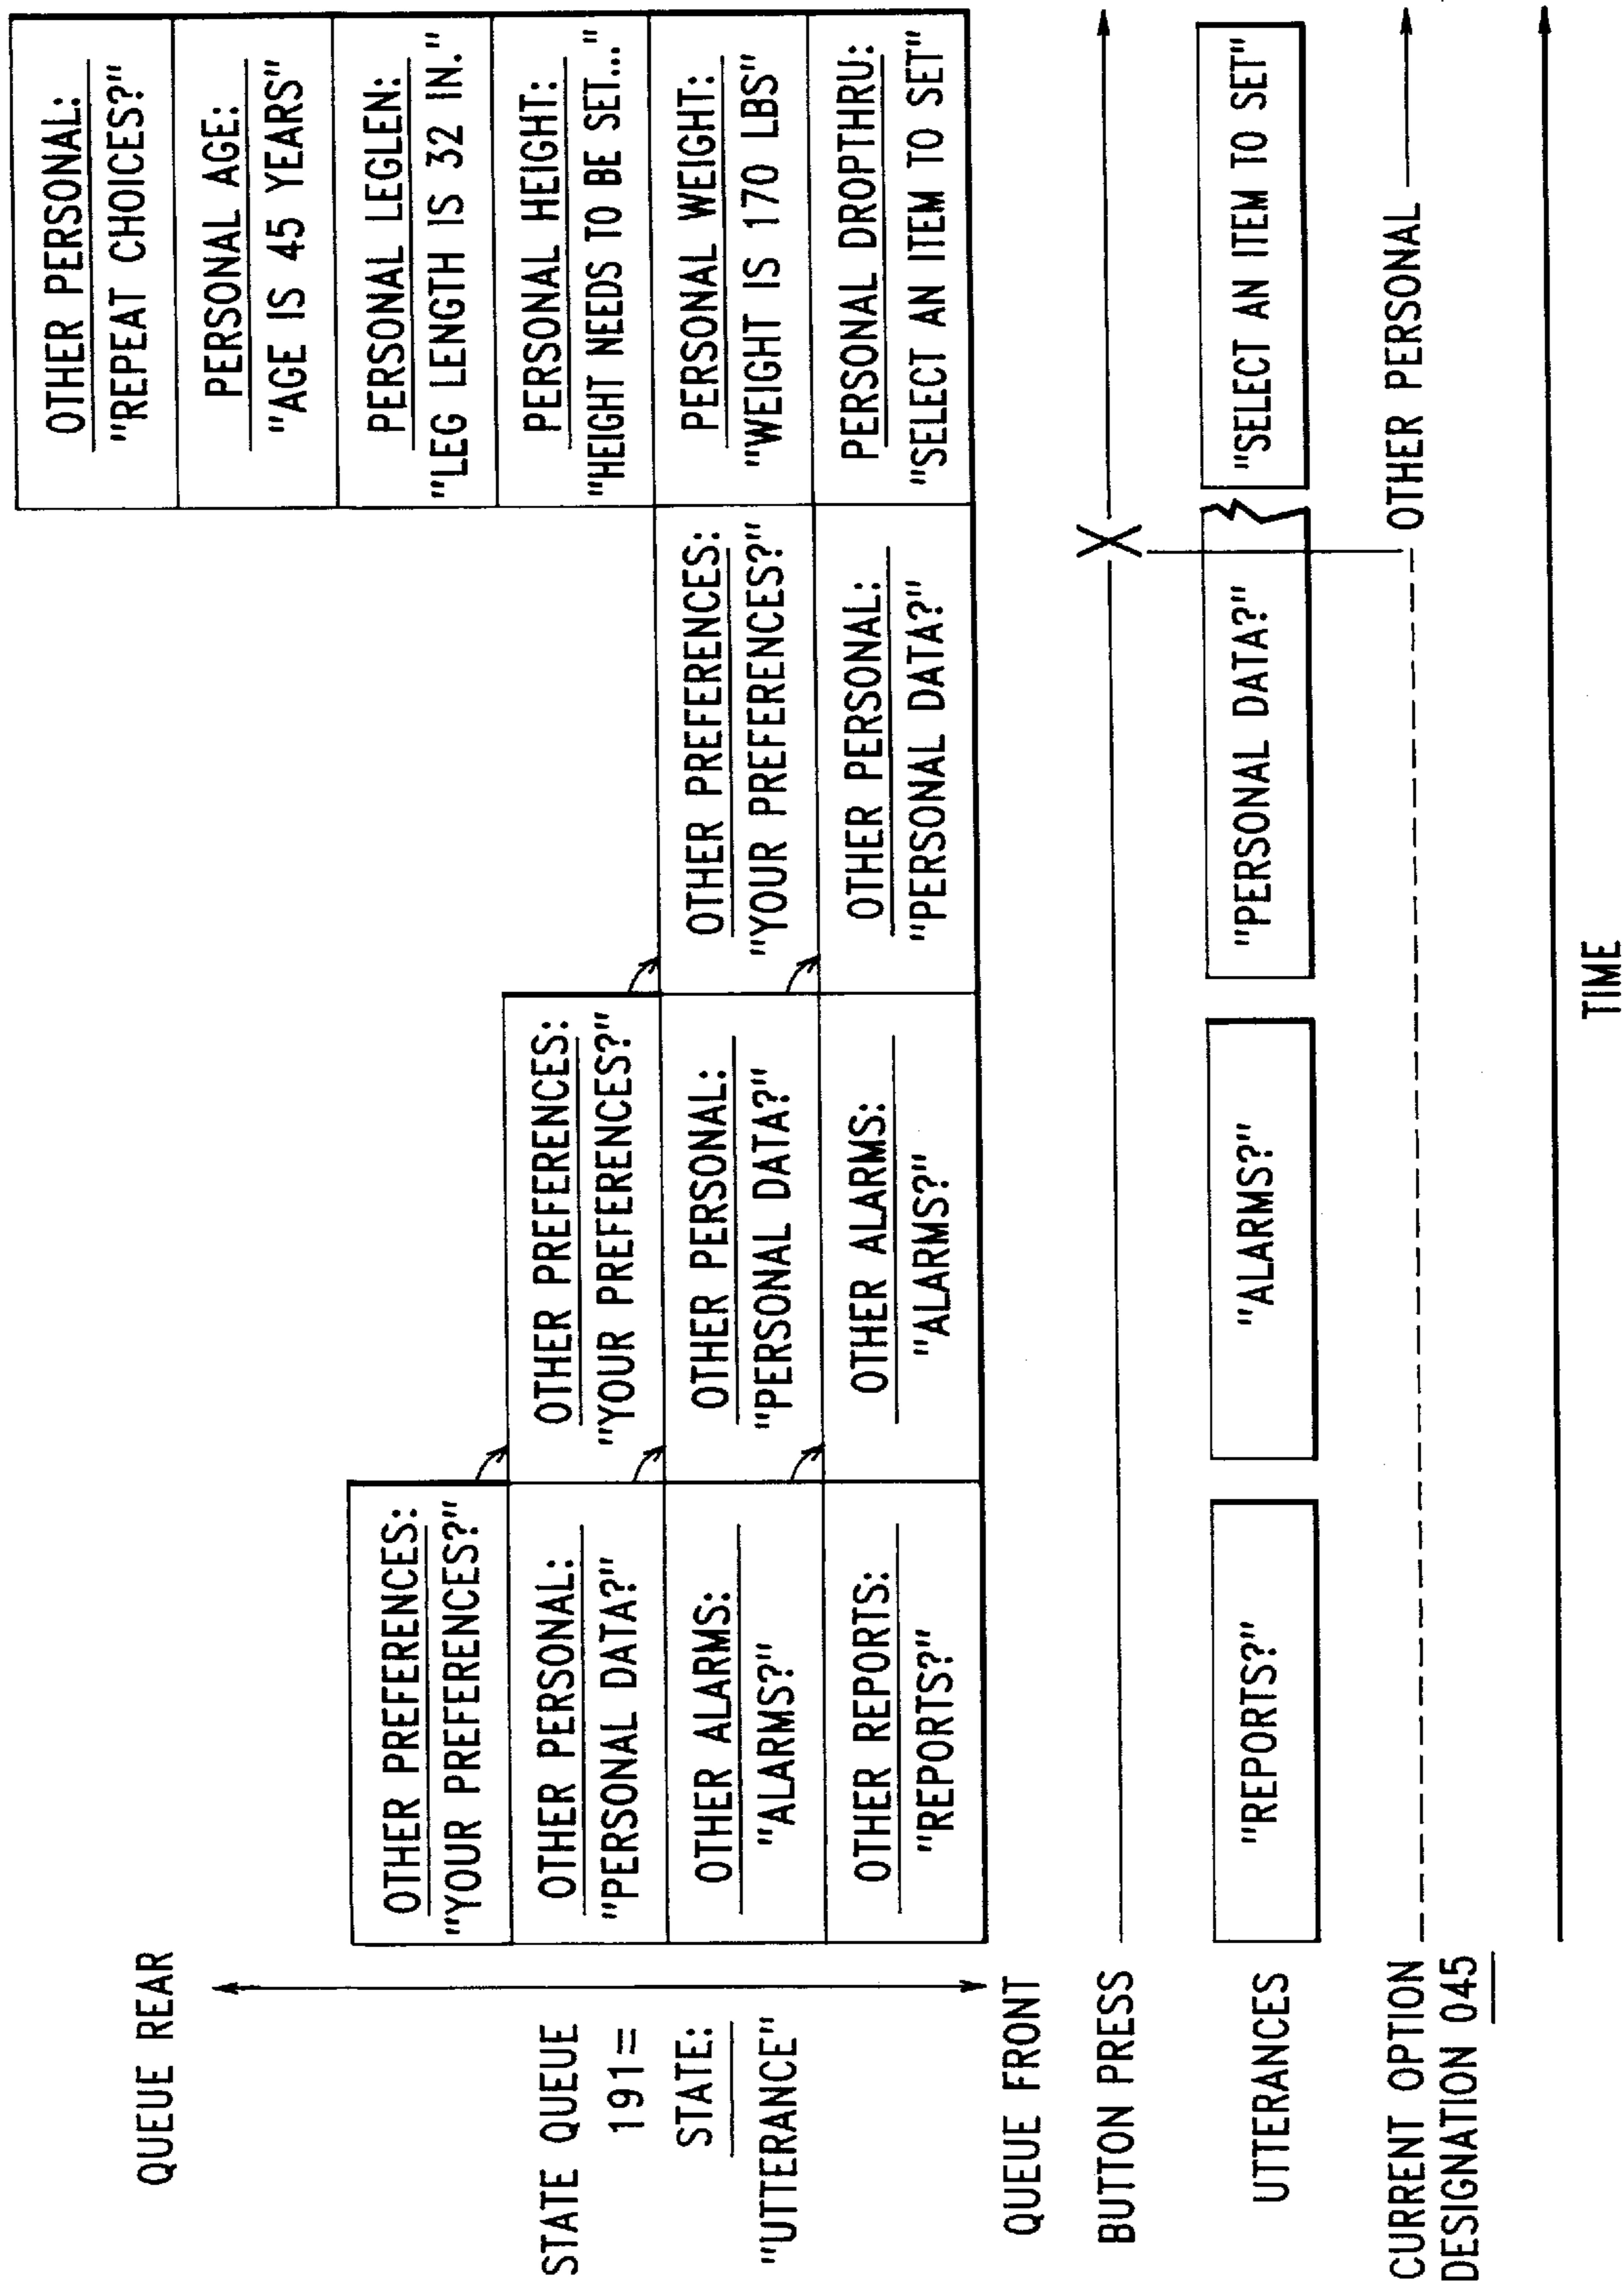 QUEUE REAR
STATE QUEUE
191=
STATE:
"UTTERANCE"
QUEUE FRONT
OTHER PREFERENCES:
"YOUR PREFERENCES?"
OTHER PERSONAL:
"PERSONAL DATA?"
OTHER ALARMS:
"ALARMS?"
OTHER REPORTS:
"REPORTS?"
OTHER PREFERENCES:
"YOUR PREFERENCES?"
OTHER PERSONAL:
"PERSONAL DATA?"
OTHER ALARMS:
"ALARMS?"
OTHER PREFERENCES:
"YOUR PREFERENCES?"
OTHER PERSONAL:
"PERSONAL DATA?"
OTHER PERSONAL:
"REPEAT CHOICES?"
PERSONAL AGE:
"AGE IS 45 YEARS"
PERSONAL LEGLEN:
"LEG LENGTH IS 32 IN."
PERSONAL HEIGHT:
"HEIGHT NEEDS TO BE SET..."
PERSONAL WEIGHT:
"WEIGHT IS 170 LBS"
PERSONAL DROPTHRU:
"SELECT AN ITEM TO SET"
BUTTON PRESS
X
UTTERANCES
"REPORTS?"
"ALARMS?"
"PERSONAL DATA?"
"SELECT AN ITEM TO SET"
CURRENT OPTION
DESIGNATION 045
OTHER PERSONAL
TIME